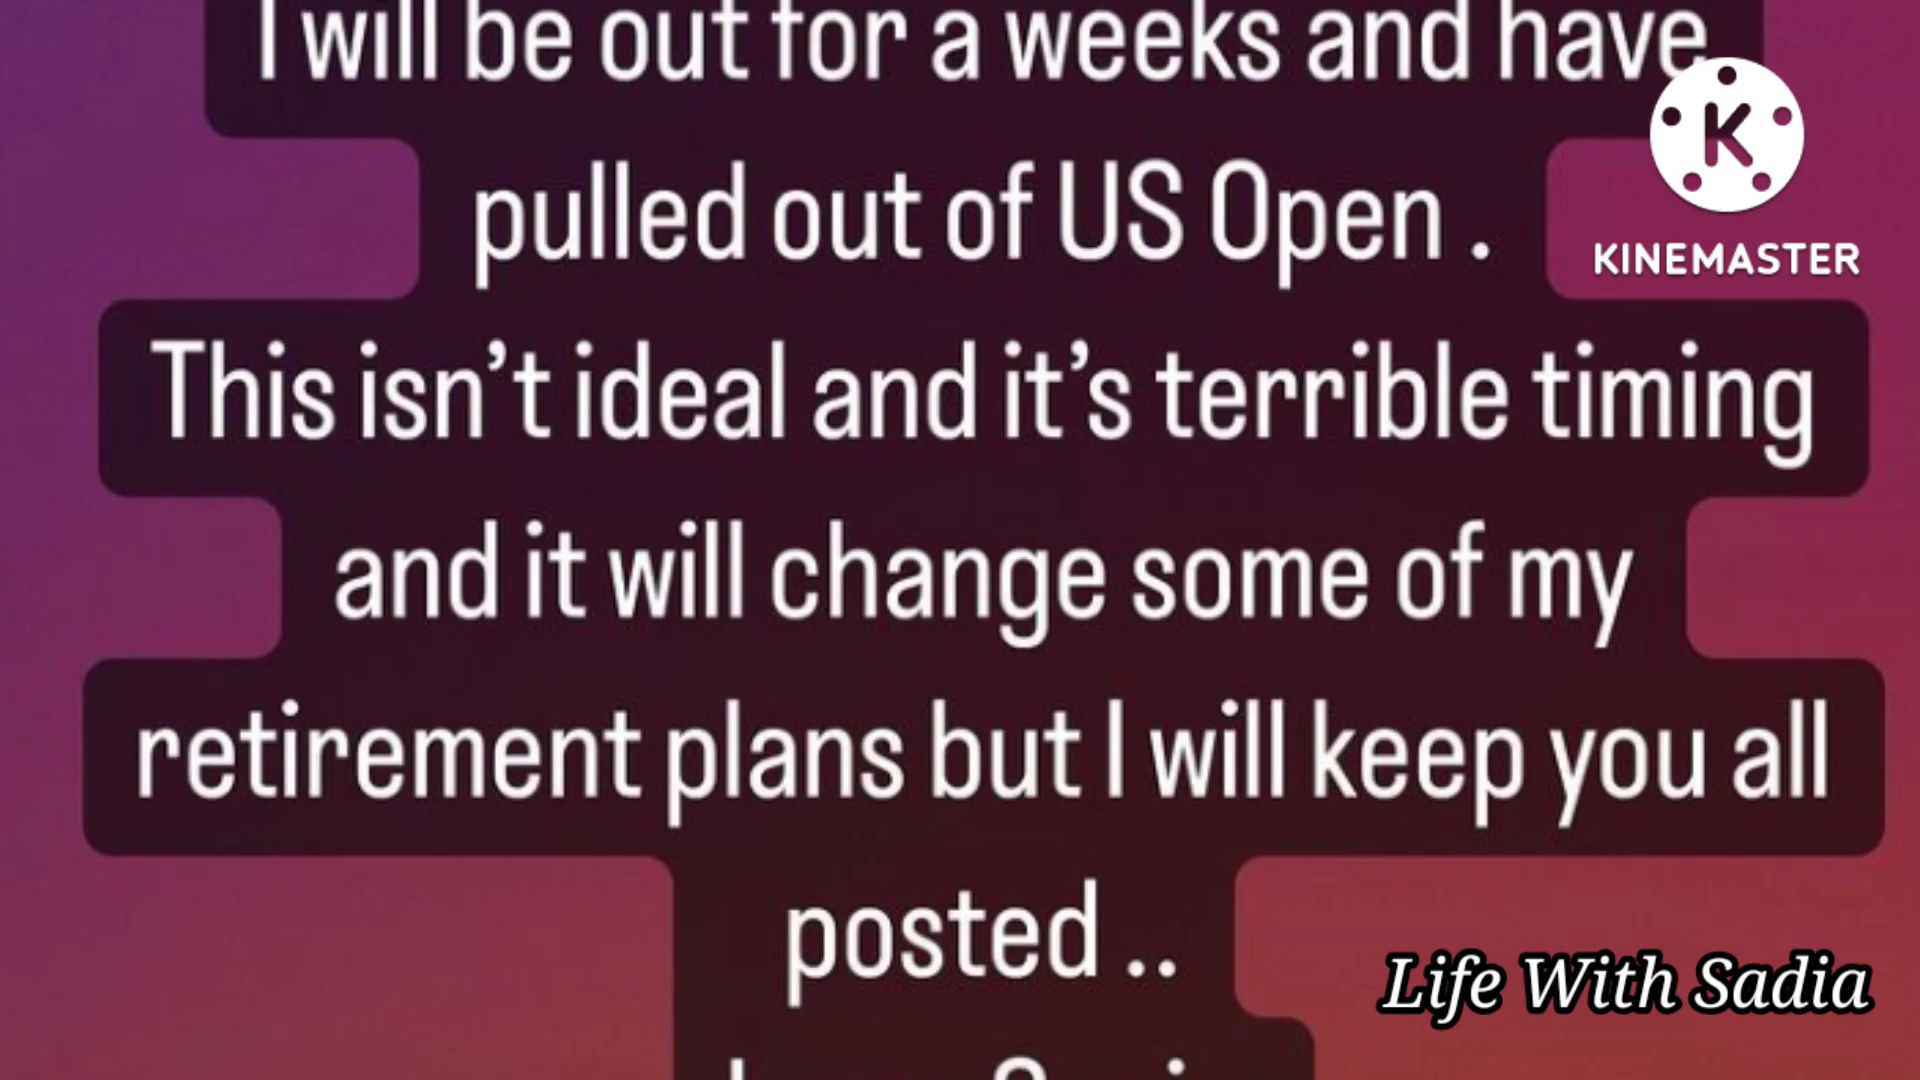 I will be out for a weeks and have
pulled out of US Open .
KINEMASTER
This isn't ideal and it's terrible timing
and it will change some of my
retirement plans but I will keep you all
posted ..
Life With Sadia